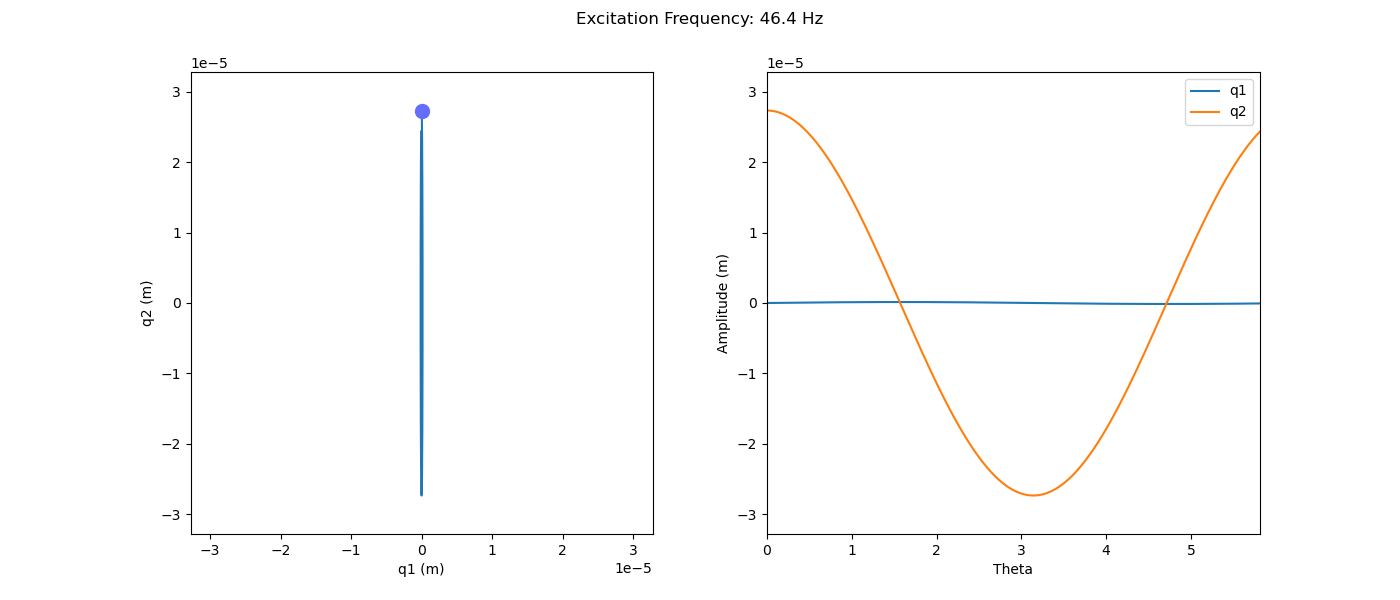 Excitation Frequency: 46.4 Hz
1e−5
3
2
1
0
−1
−2
−3
q2 (m)
−3 −2 −1 0 1 2 3
1e−5
q1 (m)
1e−5
3
2
1
0
−1
−2
−3
Amplitude (m)
0 1 2 3 4 5
Theta
q1
q2